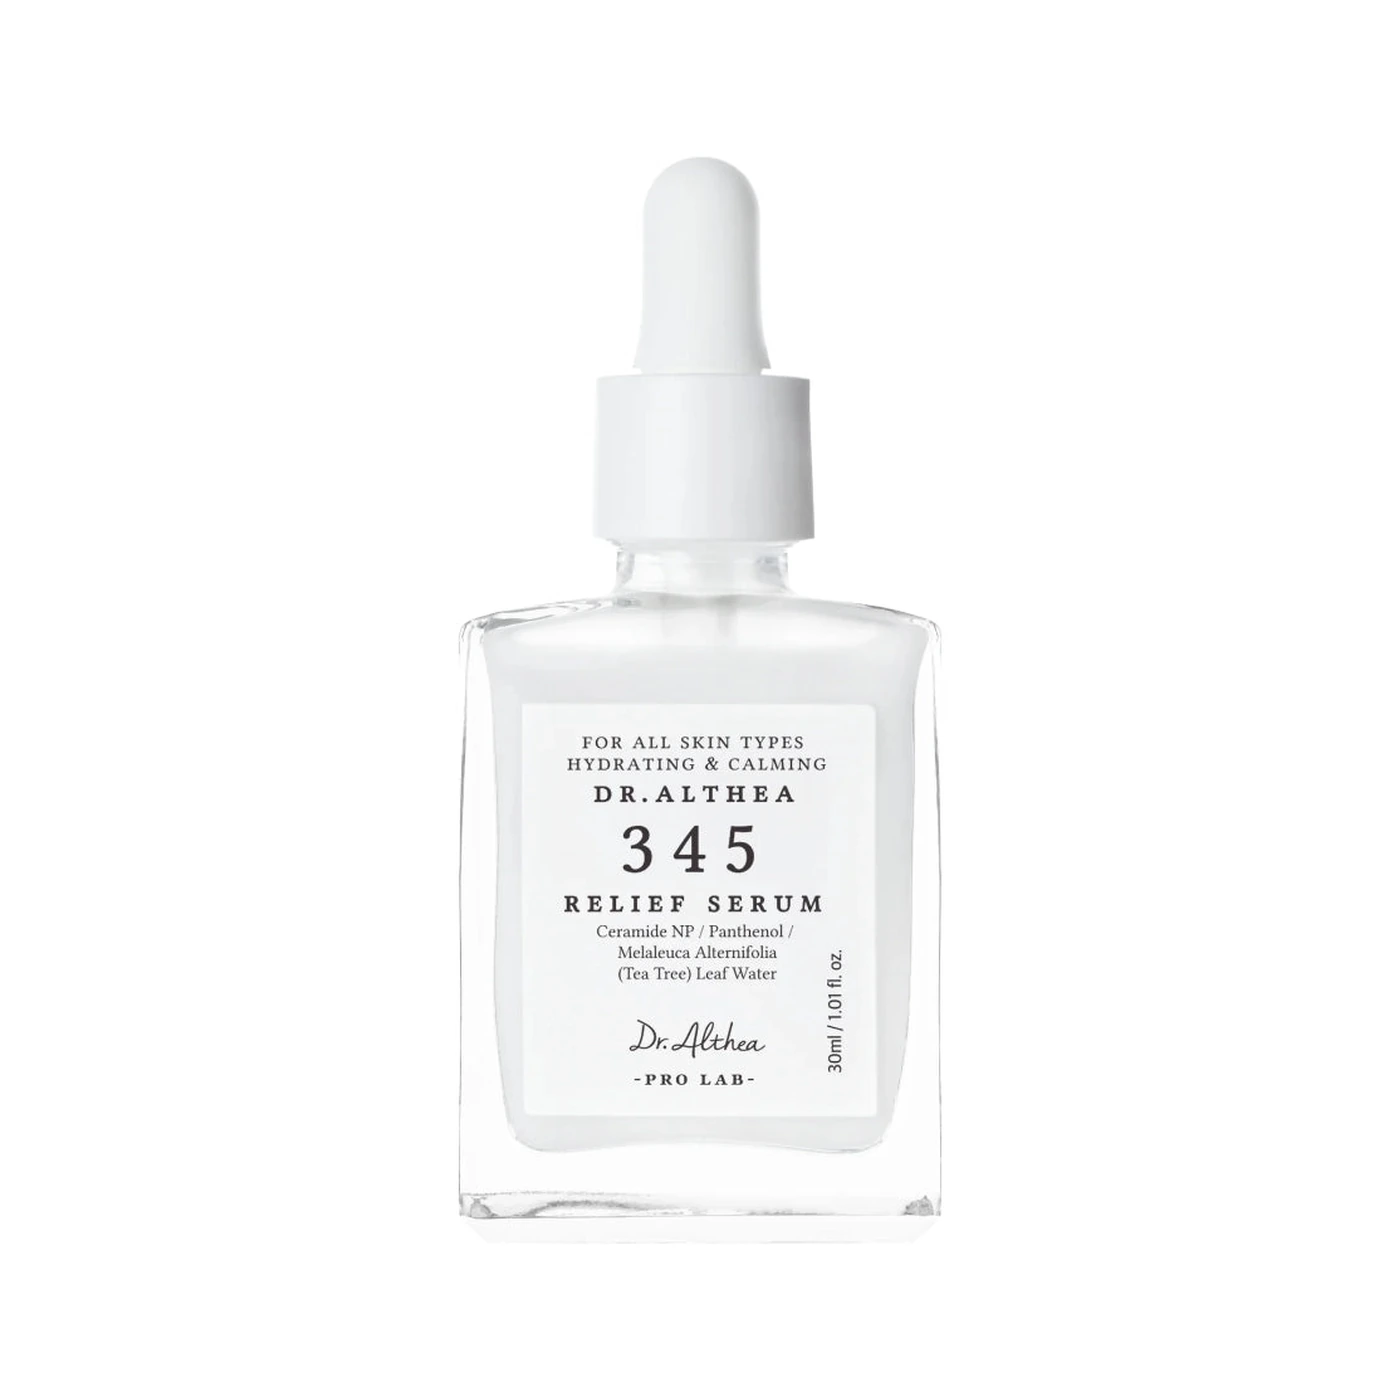 FOR ALL SKIN TYPES
HYDRATING & CALMING
DR.ALTHEA
345
RELIEF SERUM
Ceramide NP / Panthenol /
Melaleuca Alternifolia
(Tea Tree) Leaf Water
Dr.Althea
-PRO LAB-
30ml / 1.01 fl. oz.